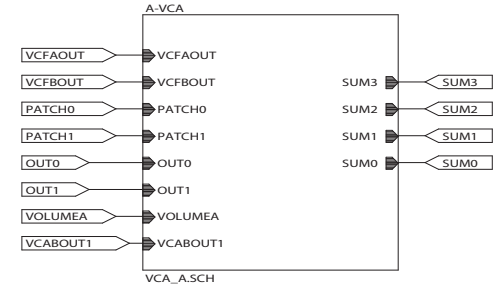 A-VCA
VCFAOUT VCFAOUT
VCFBOUT VCFBOUT SUM3 SUM3
PATCH0 PATCH0 SUM2 SUM2
PATCH1 PATCH1 SUM1 SUM1
OUT0 OUT0 SUM0 SUM0
OUT1 OUT1
VOLUMEA VOLUMEA
VCABOUT1 VCABOUT1
VCA_A.SCH